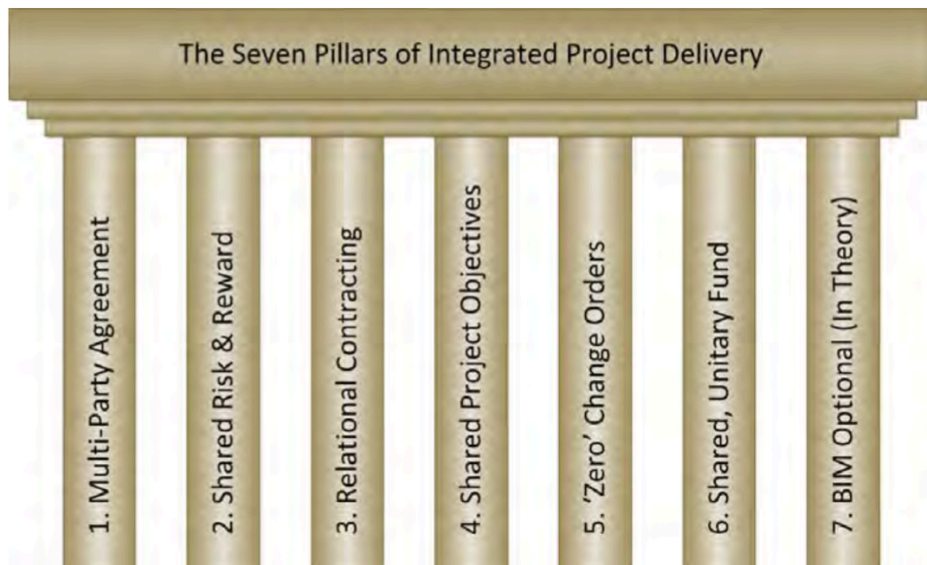 The Seven Pillars of Integrated Project Delivery
1. Multi-Party Agreement
2. Shared Risk & Reward
3. Relational Contracting
4. Shared Project Objectives
5. 'Zero' Change Orders
6. Shared, Unitary Fund
7. BIM Optional (In Theory)